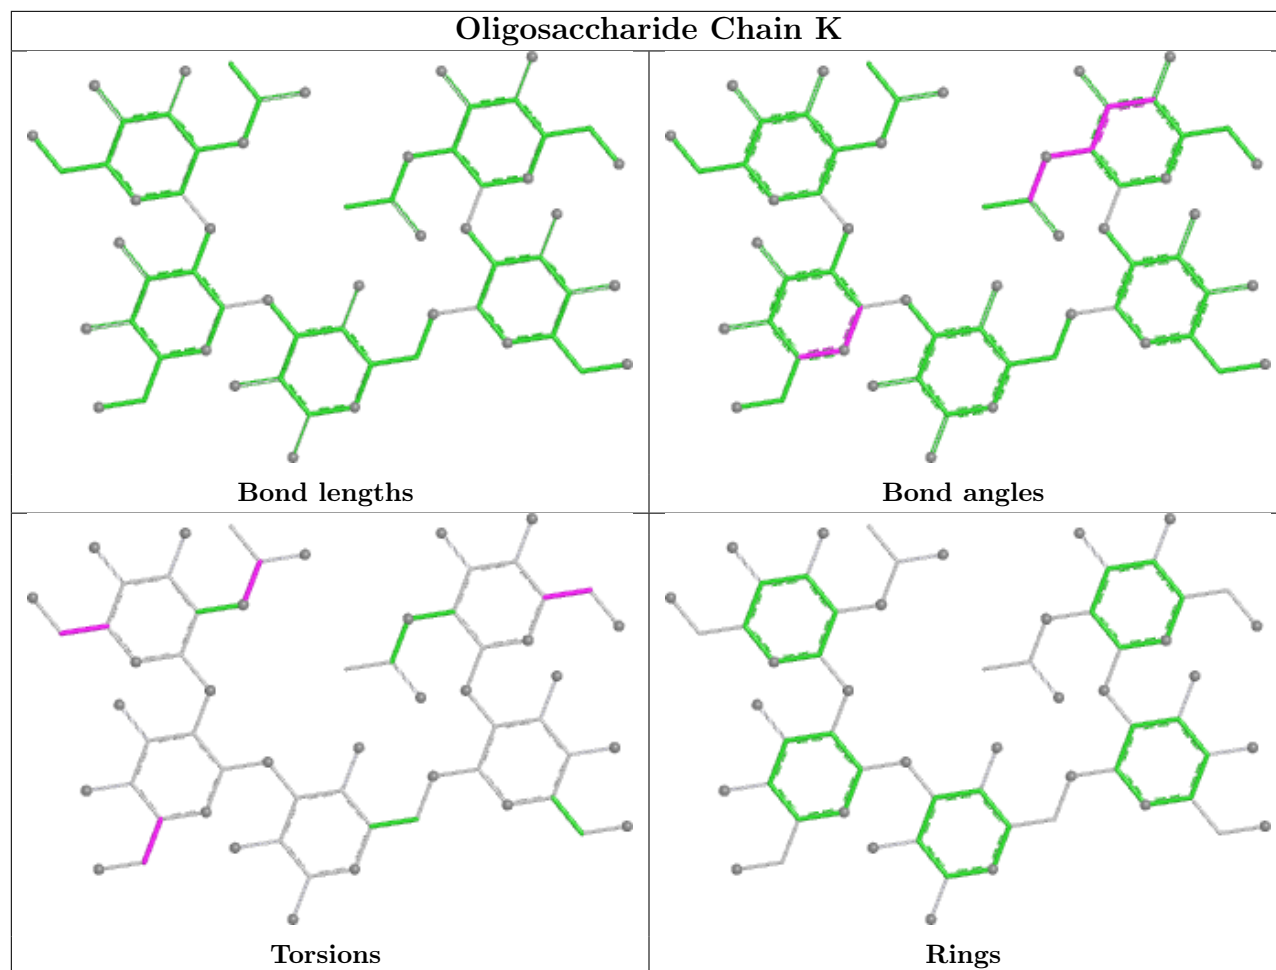 Oligosaccharide Chain K
Bond lengths
Bond angles
Torsions
Rings